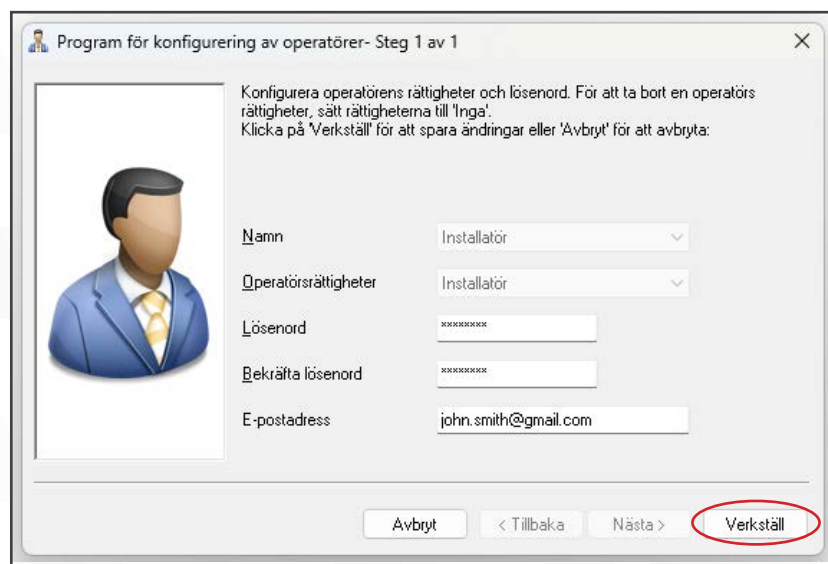 Program för konfigurering av operatörer- Steg 1 av 1
Konfigurera operatörens rättigheter och lösenord. För att ta bort en operatörs
rättigheter, sätt rättigheterna till 'Inga'.
Klicka på 'Verkställ' för att spara ändringar eller 'Avbryt' för att avbryta:
Namn Installatör
Operatörsrättigheter Installatör
Lösenord ********
Bekräfta lösenord ********
E-postadress john.smith@gmail.com
Avbryt < Tillbaka Nästa > Verkställ